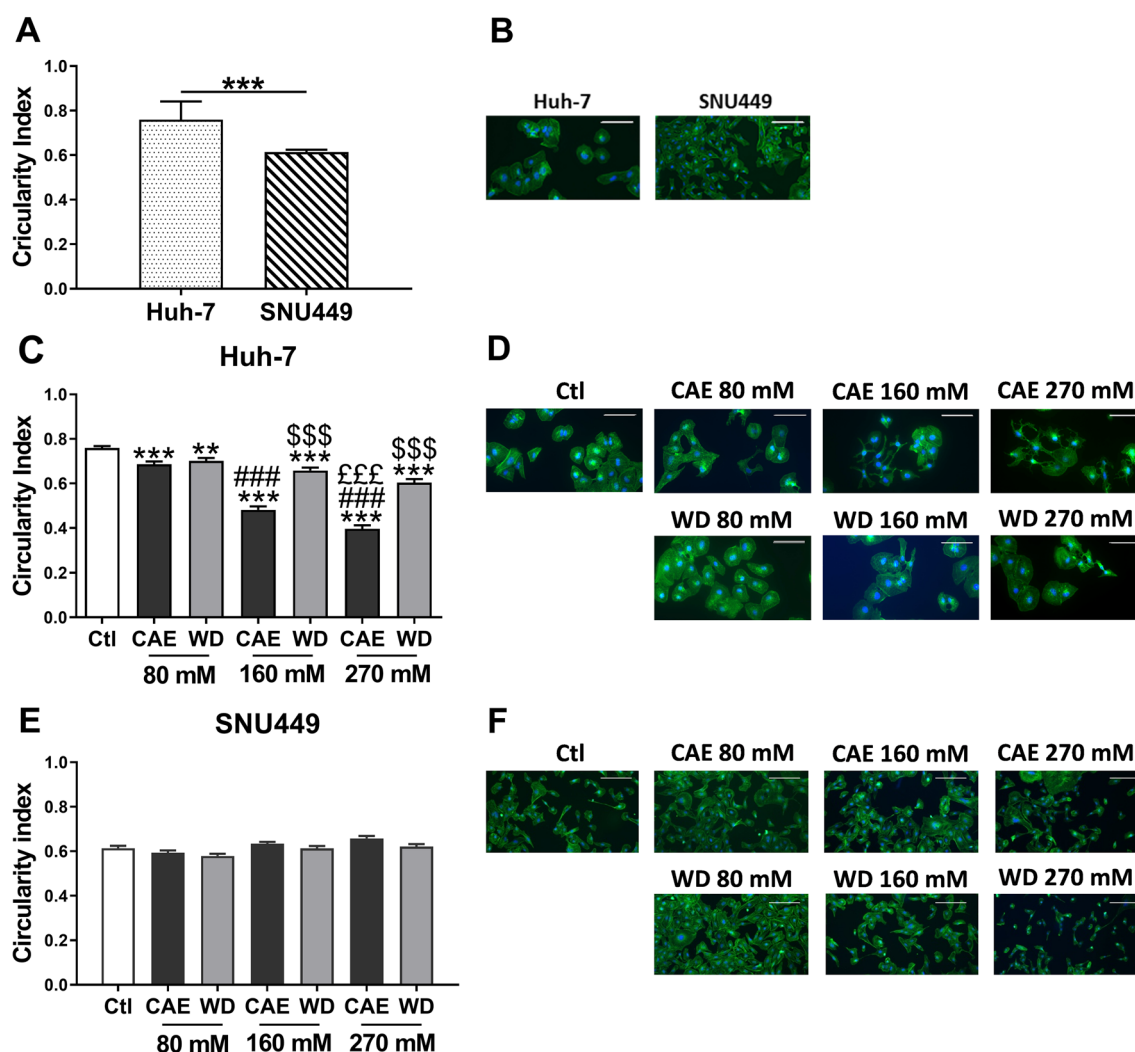 A
Cricularity Index
1.0
0.8
0.6
0.4
0.2
0.0
***
Huh-7
SNU449
B
Huh-7
SNU449
C
Huh-7
Circularity Index
1.0
0.8
0.6
0.4
0.2
0.0
***
**
###
***
$$$
***
£££
###
***
$$$
***
Ctl
CAE
WD
CAE
WD
CAE
WD
80 mM
160 mM
270 mM
D
Ctl
CAE 80 mM
CAE 160 mM
CAE 270 mM
WD 80 mM
WD 160 mM
WD 270 mM
E
SNU449
Circularity index
1.0
0.8
0.6
0.4
0.2
0.0
Ctl
CAE
WD
CAE
WD
CAE
WD
80 mM
160 mM
270 mM
F
Ctl
CAE 80 mM
CAE 160 mM
CAE 270 mM
WD 80 mM
WD 160 mM
WD 270 mM